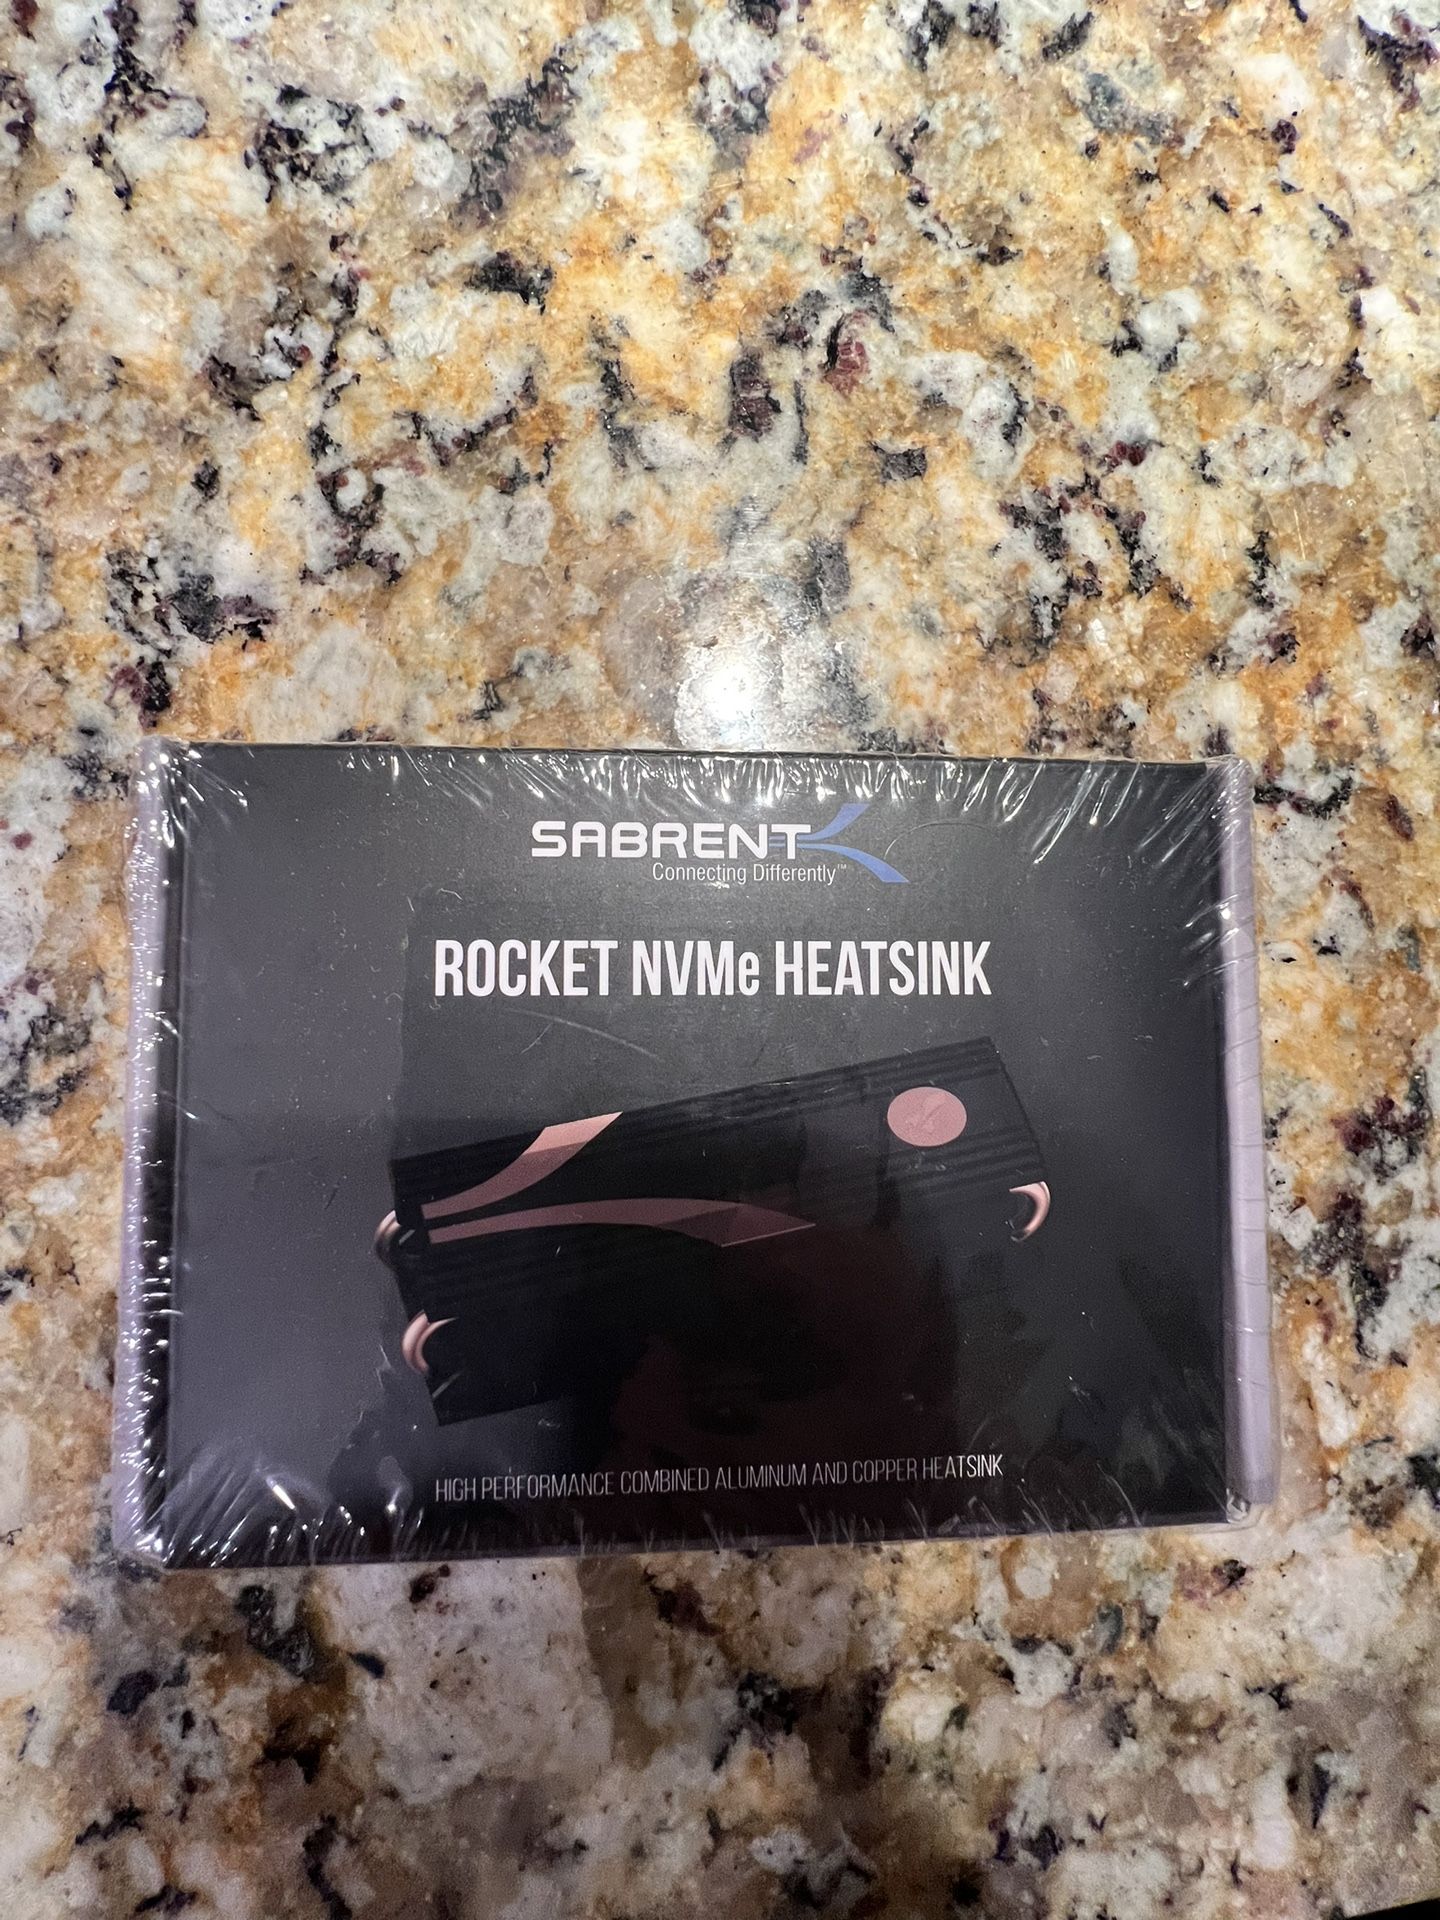 SABRENT
Connecting Differently™
ROCKET NVMe HEATSINK
HIGH PERFORMANCE COMBINED ALUMINUM AND COPPER HEATSINK